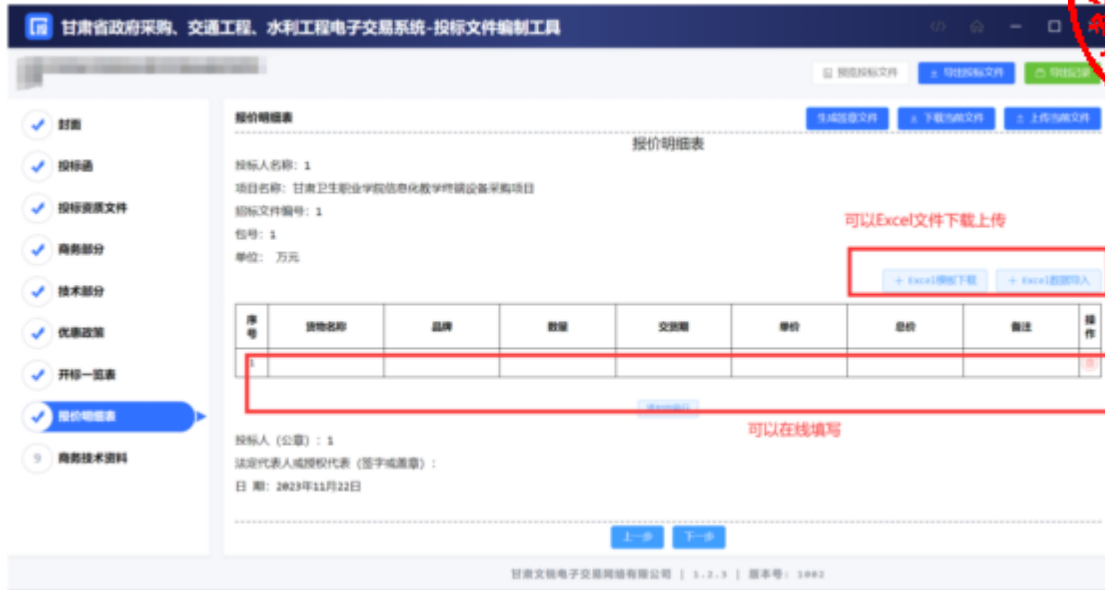 甘肃省政府采购、交通工程、水利工程电子交易系统-投标文件编制工具
预览投标文件 导出投标文件 导出记录
封面
投标函
投标资质文件
商务部分
技术部分
优惠政策
开标一览表
报价明细表
9 商务技术资料
报价明细表 生成签章文件 下载当前文件 上传当前文件
报价明细表
投标人名称：1
项目名称：甘肃卫生职业学院信息化教学终端设备采购项目
招标文件编号：1
包号：1
单位： 万元
可以Excel文件下载上传
+ Excel模板下载 + Excel数据导入
序号 货物名称 品牌 数量 交货期 单价 总价 备注 操作
1
可以在线填写
投标人（公章）：1
法定代表人或授权代表（签字或盖章）：
日 期：2023年11月22日
上一步 下一步
甘肃文锐电子交易网络有限公司 | 1.2.3 | 版本号：1002